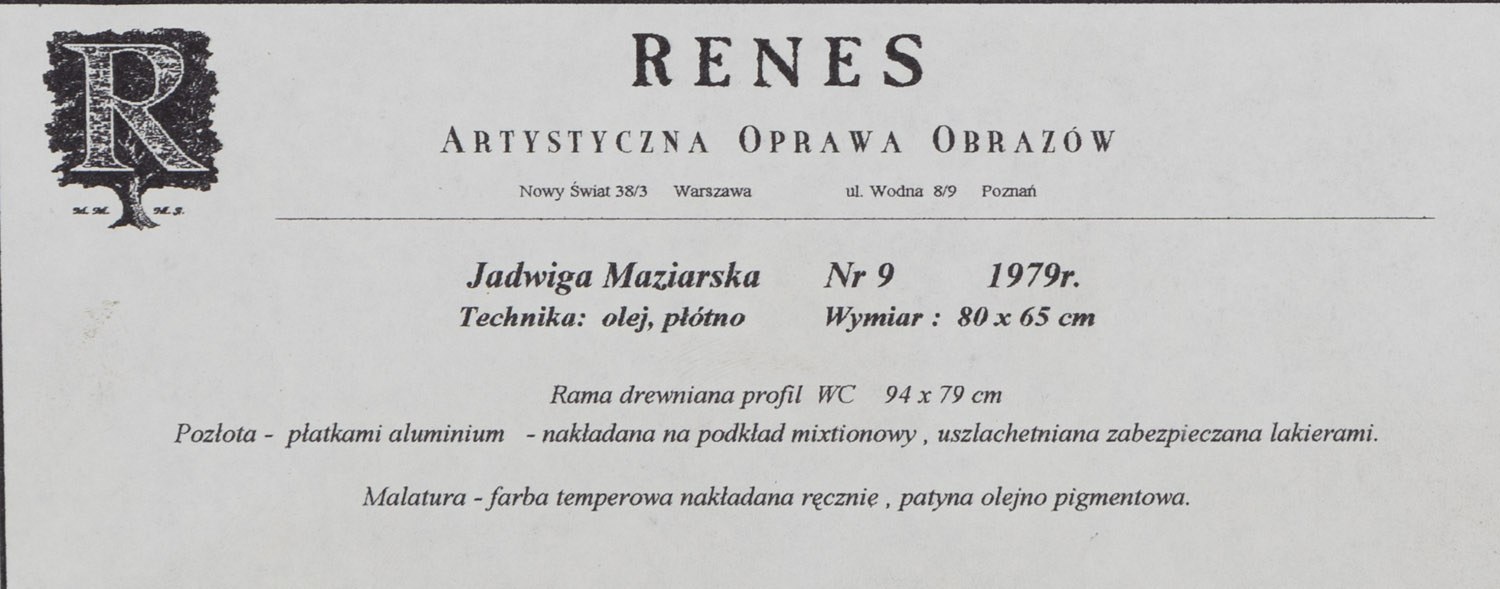 R
RENES
ARTYSTYCZNA OPRAWA OBRAZÓW
Nowy Świat 38/3 Warszawa ul. Wodna 8/9 Poznań
M. M. M. J.
Jadwiga Maziarska Nr 9 1979r.
Technika: olej, płótno Wymiar : 80 x 65 cm
Rama drewniana profil WC 94 x 79 cm
Pozłota - płatkami aluminium - nakładana na podkład mixtionowy , uszlachetniana zabezpieczana lakierami.
Malatura - farba temperowa nakładana ręcznie , patyna olejno pigmentowa.